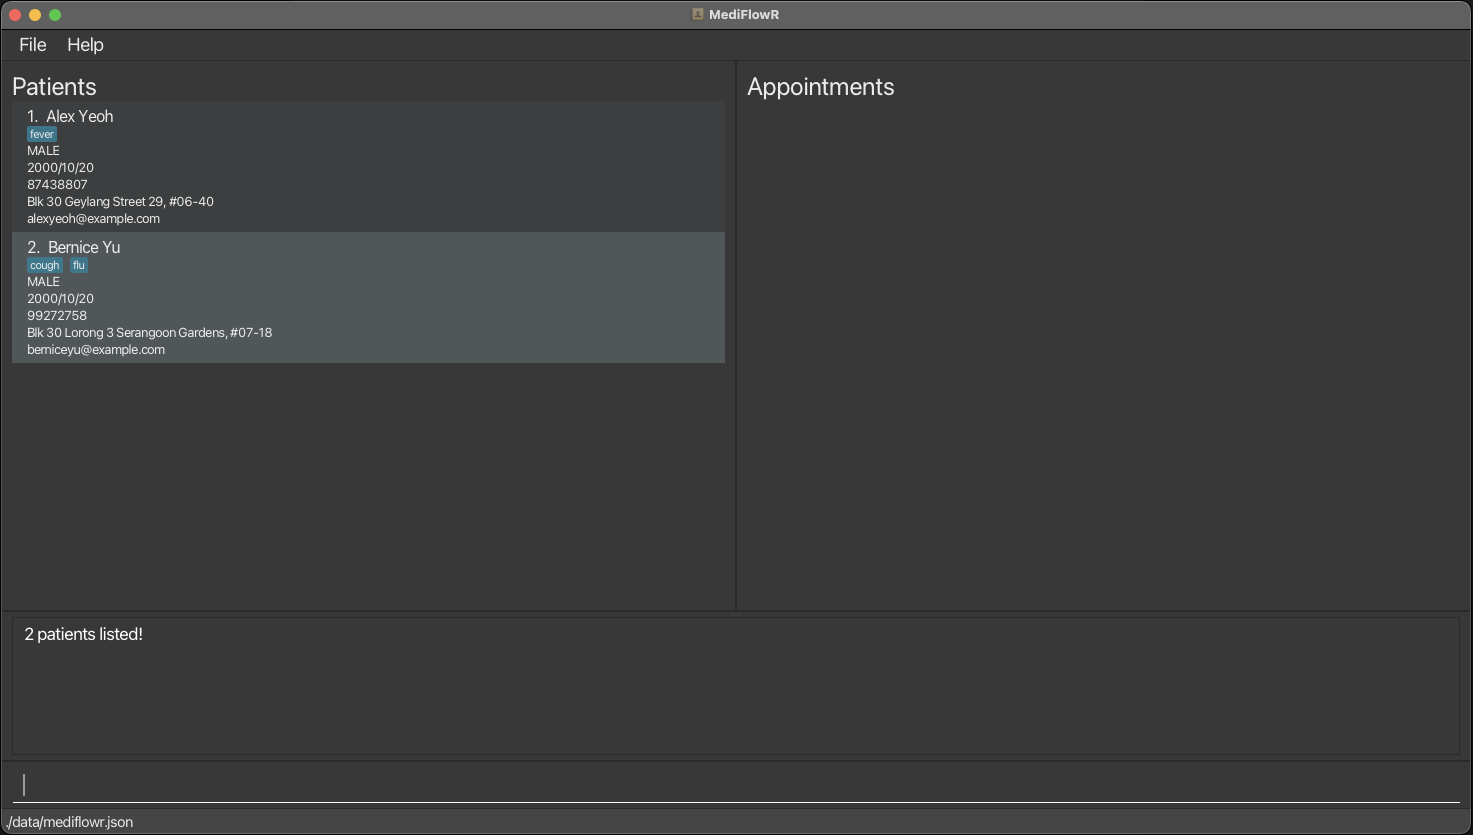 MediFlowR
File Help
Patients
1. Alex Yeoh
fever
MALE
2000/10/20
87438807
Blk 30 Geylang Street 29, #06-40
alexyeoh@example.com
2. Bernice Yu
cough flu
MALE
2000/10/20
99272758
Blk 30 Lorong 3 Serangoon Gardens, #07-18
berniceyu@example.com
Appointments
2 patients listed!
./data/mediflowr.json